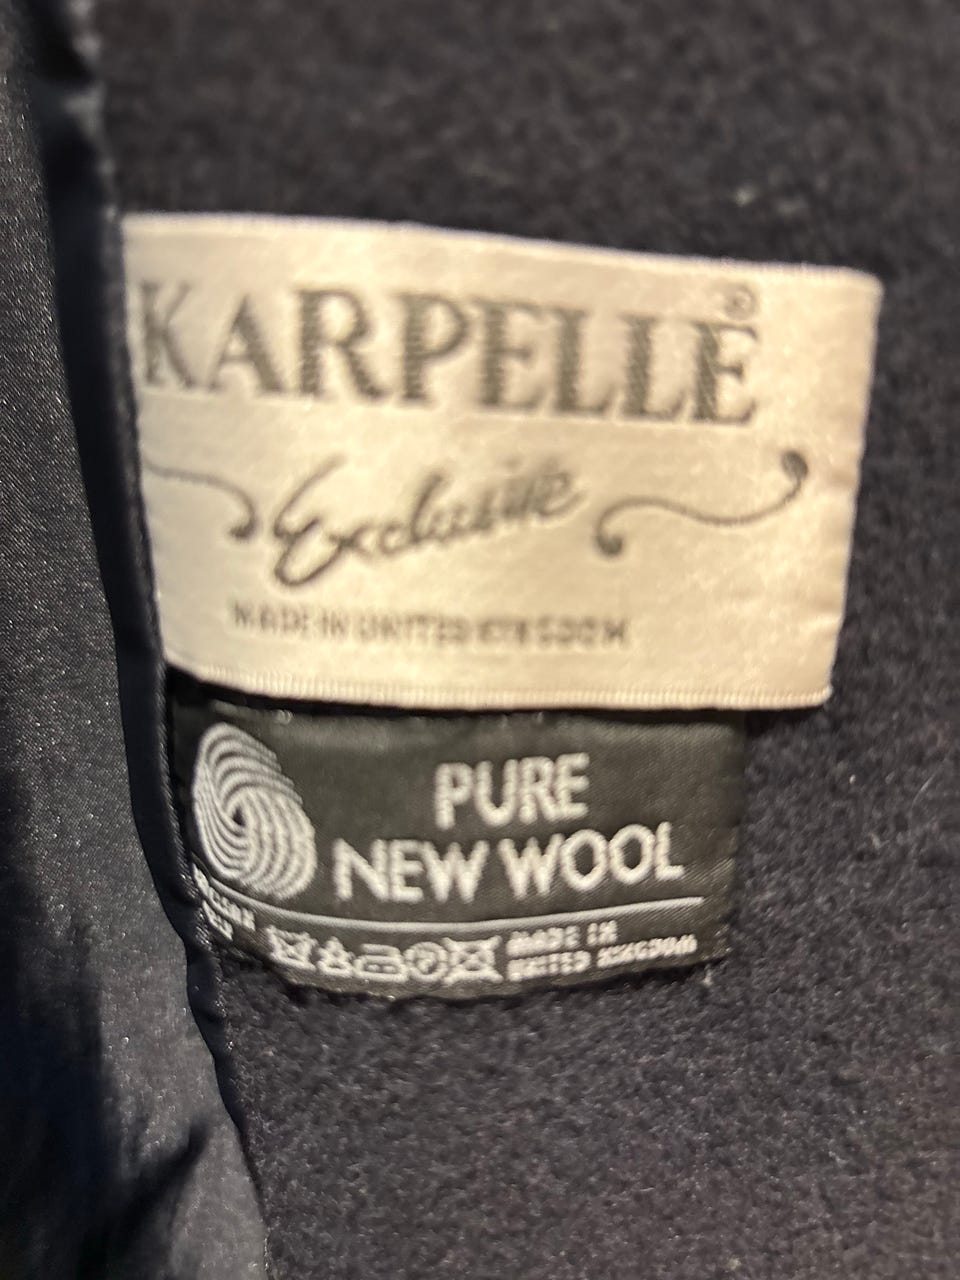 KARPELLE®
Exclusive
MADE IN UNITED KINGDOM
PURE
NEW WOOL
MADE IN
UNITED KINGDOM